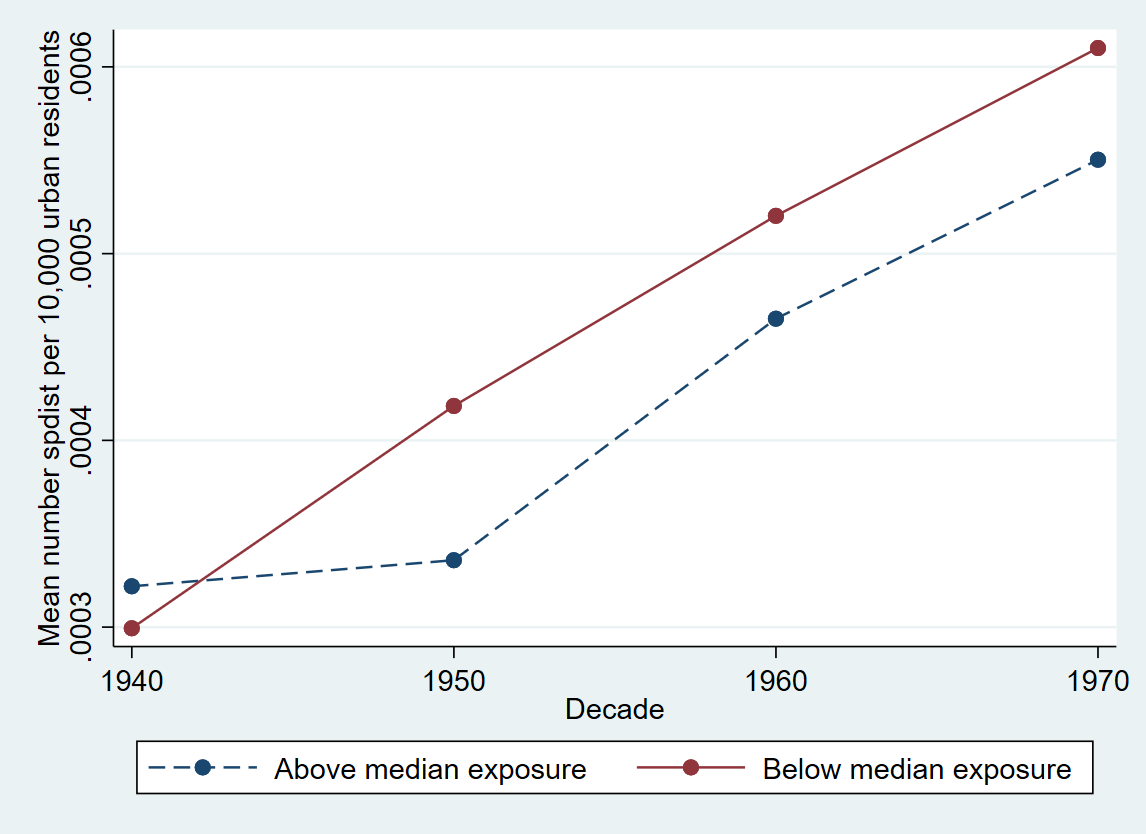 Mean number spdist per 10,000 urban residents
.0006
.0005
.0004
.0003
1940 1950 1960 1970
Decade
Above median exposure Below median exposure